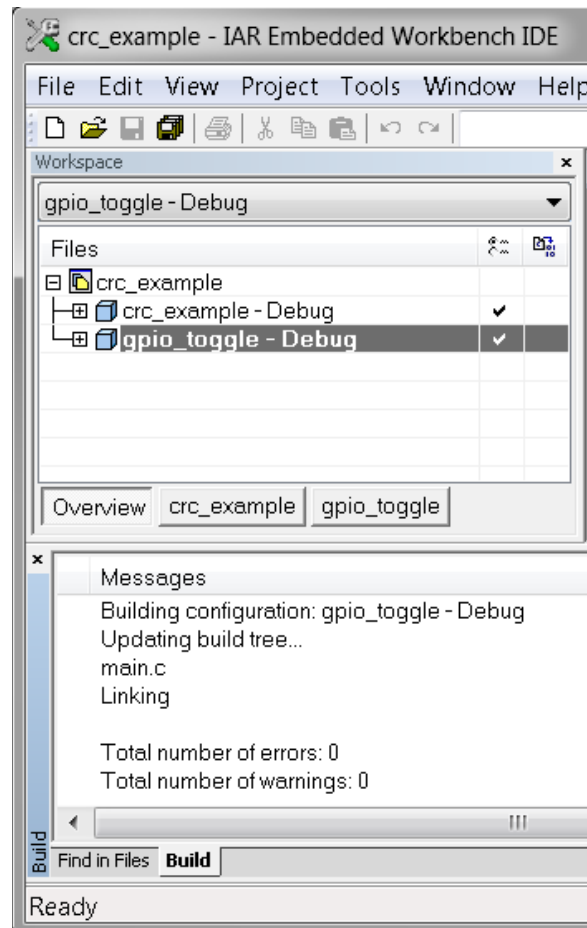 crc_example - IAR Embedded Workbench IDE
File Edit View Project Tools Window Help
Workspace
gpio_toggle - Debug
Files
crc_example
crc_example - Debug
gpio_toggle - Debug
Overview crc_example gpio_toggle
Messages
Building configuration: gpio_toggle - Debug
Updating build tree...
main.c
Linking
Total number of errors: 0
Total number of warnings: 0
Build
Find in Files Build
Ready